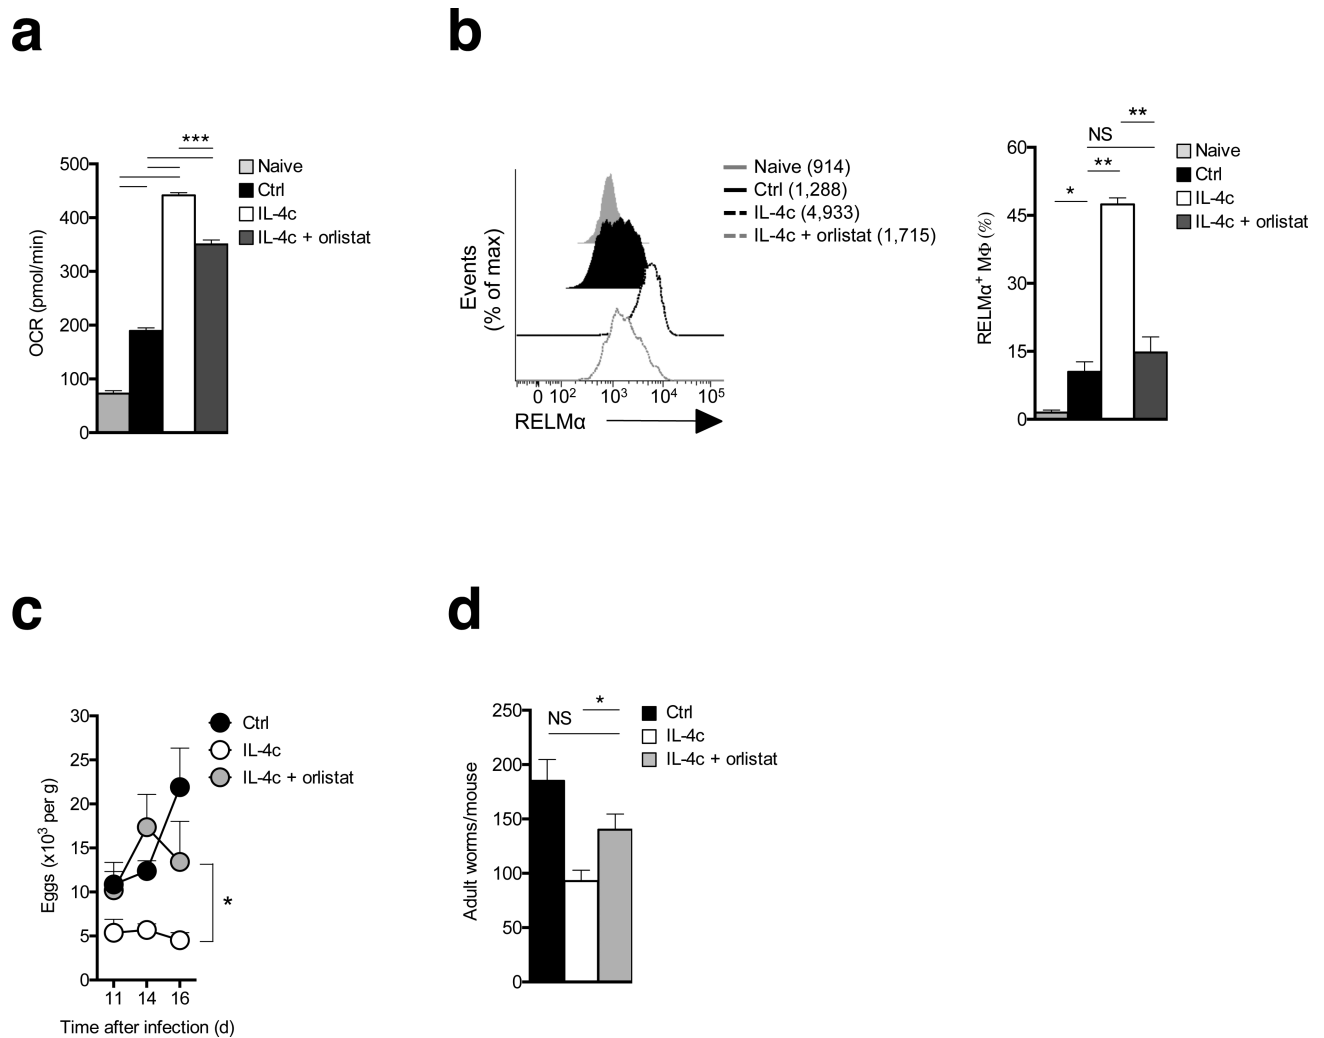 a
b
***
500
400
300
200
100
0
OCR (pmol/min)
Naive
Ctrl
IL-4c
IL-4c + orlistat
Events
(% of max)
0 10² 10³ 10⁴ 10⁵
RELMα
Naive (914)
Ctrl (1,288)
IL-4c (4,933)
IL-4c + orlistat (1,715)
**
NS
**
*
60
45
30
15
0
RELMα⁺ MΦ (%)
Naive
Ctrl
IL-4c
IL-4c + orlistat
c
d
30
25
20
15
10
5
0
Eggs (x10³ per g)
11 14 16
Time after infection (d)
Ctrl
IL-4c
IL-4c + orlistat
*
*
NS
250
200
150
100
50
0
Adult worms/mouse
Ctrl
IL-4c
IL-4c + orlistat